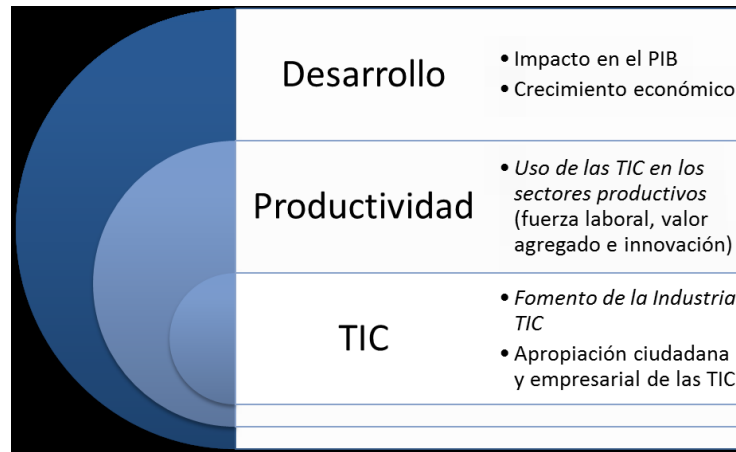 Desarrollo
• Impacto en el PIB
• Crecimiento económico
Productividad
• Uso de las TIC en los
sectores productivos
(fuerza laboral, valor
agregado e innovación)
TIC
• Fomento de la Industria
TIC
• Apropiación ciudadana
y empresarial de las TIC